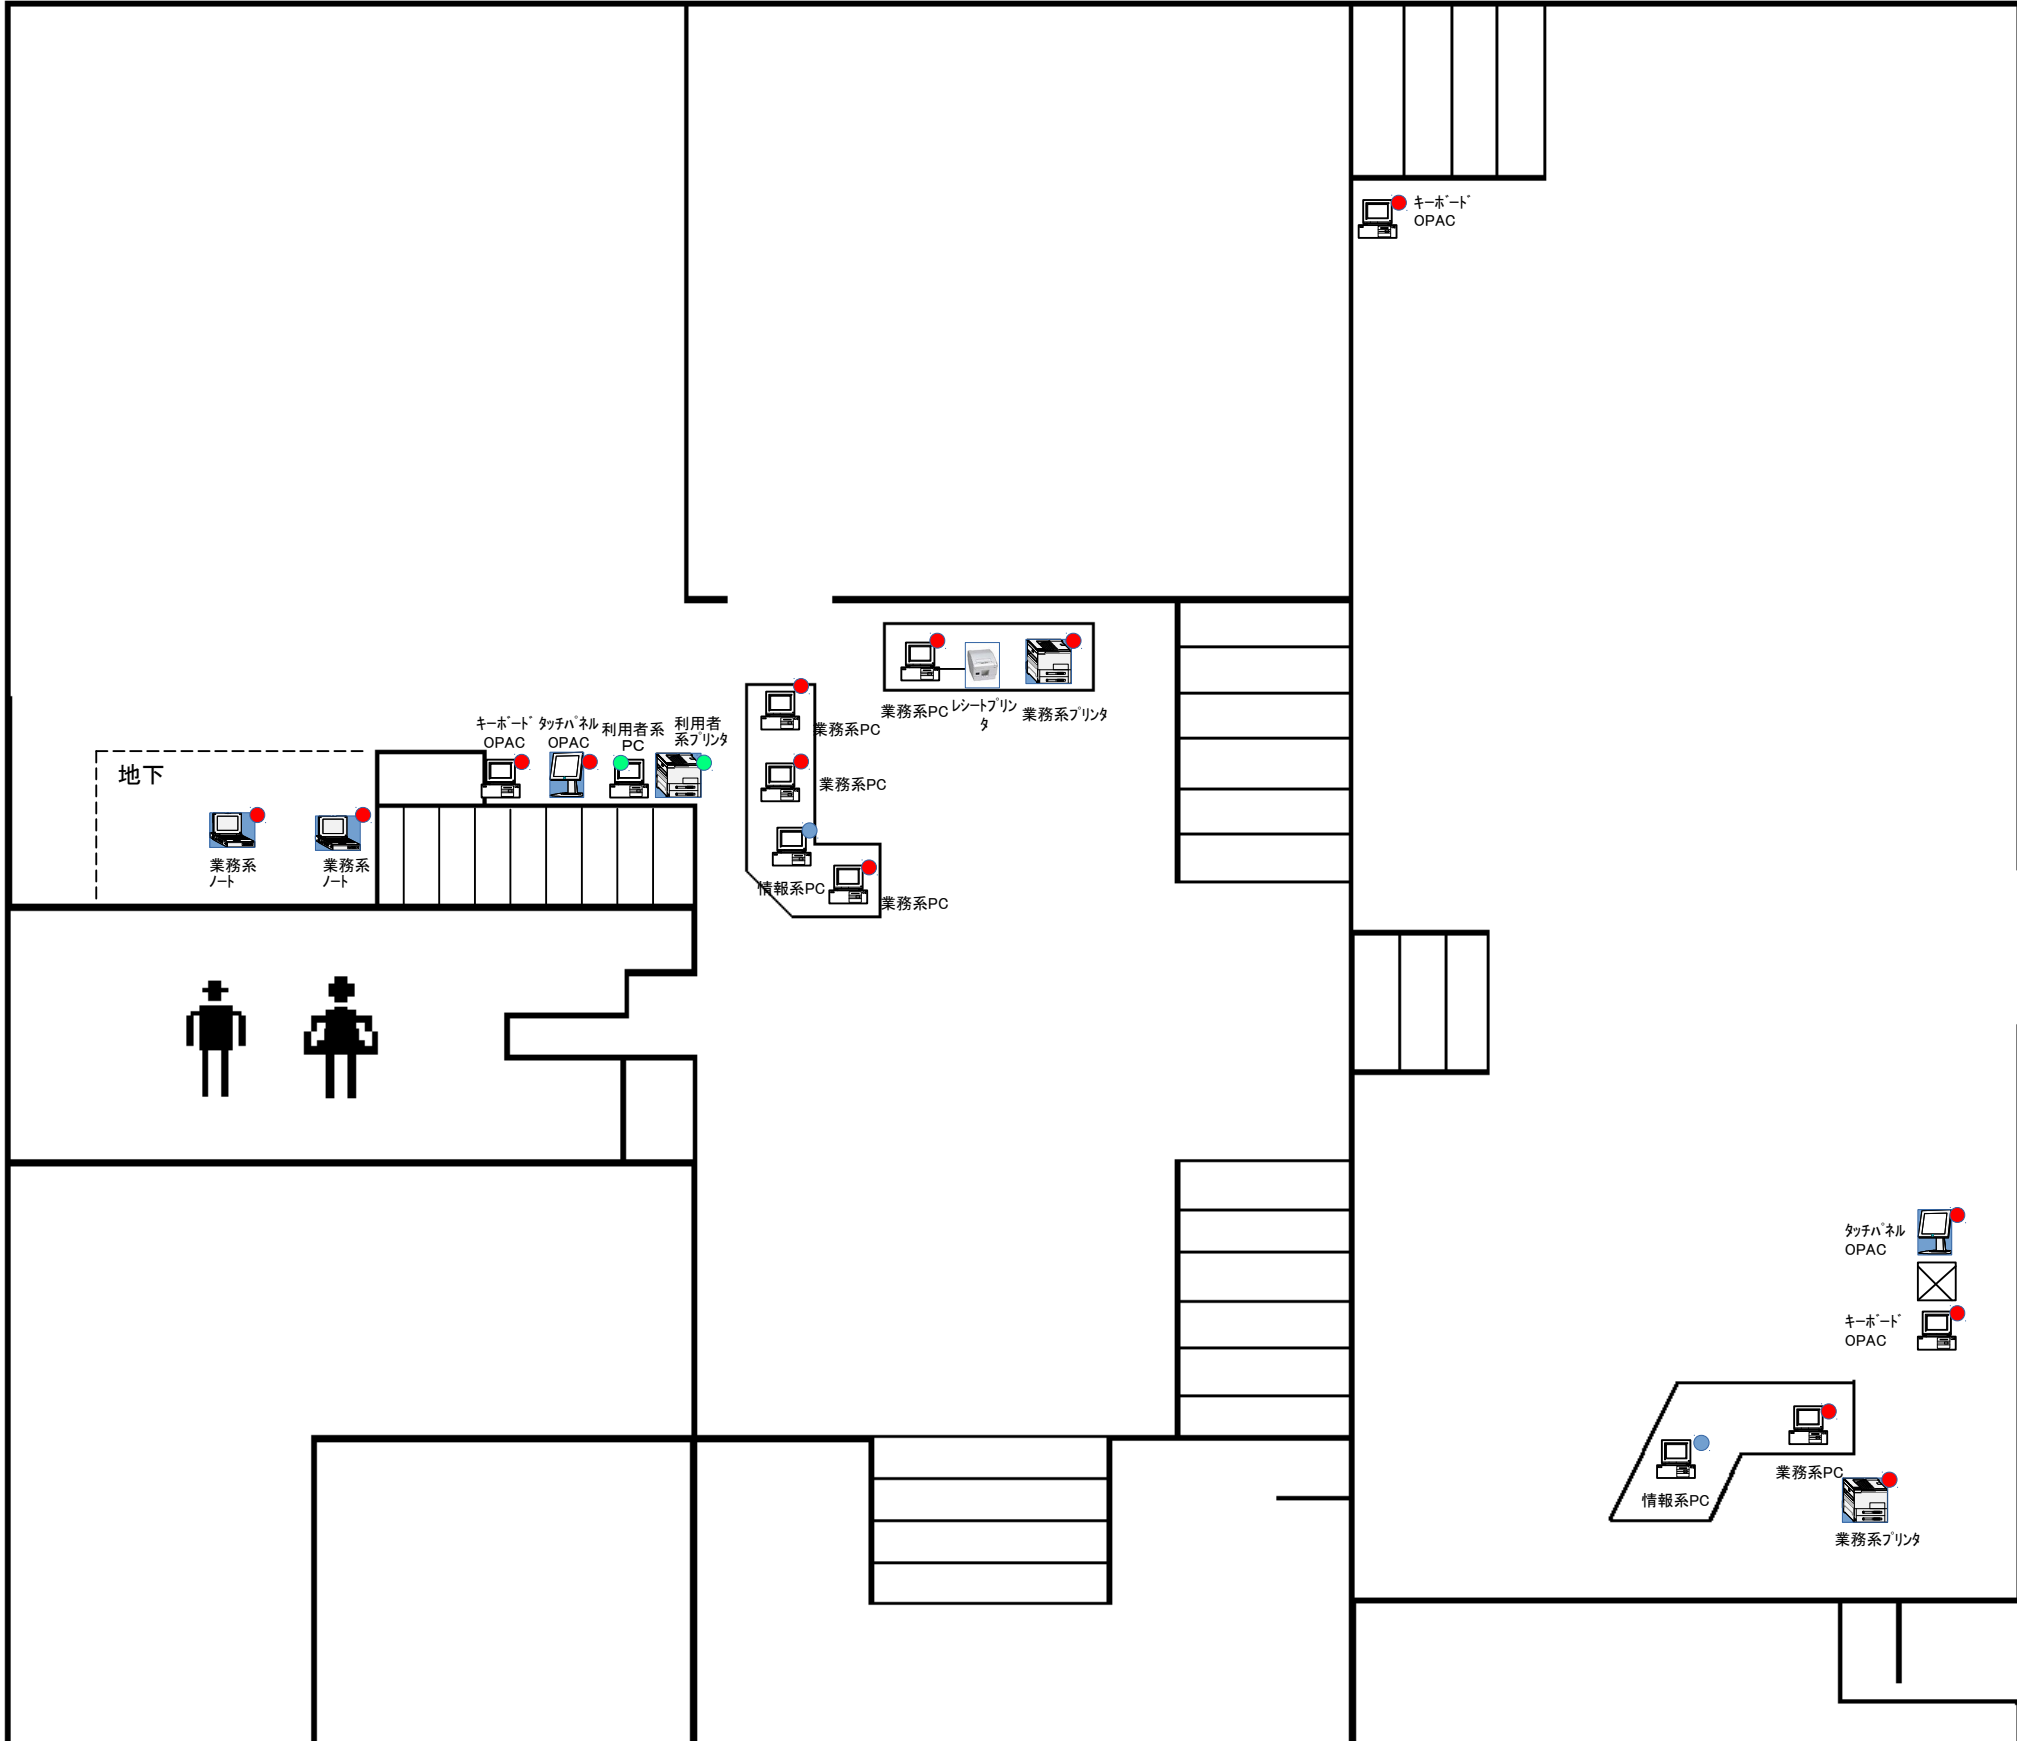 ｷｰﾎﾞｰﾄﾞ
OPAC
業務系PC
ﾚｼｰﾄﾌﾟﾘﾝ
ﾀ
業務系ﾌﾟﾘﾝﾀ
業務系PC
業務系PC
情報系PC
業務系PC
ｷｰﾎﾞｰﾄﾞ
OPAC
ﾀｯﾁﾊﾟﾈﾙ
OPAC
利用者系
PC
利用者
系ﾌﾟﾘﾝﾀ
地下
業務系
ﾉｰﾄ
業務系
ﾉｰﾄ
ﾀｯﾁﾊﾟﾈﾙ
OPAC
ｷｰﾎﾞｰﾄﾞ
OPAC
業務系PC
情報系PC
業務系ﾌﾟﾘﾝﾀ